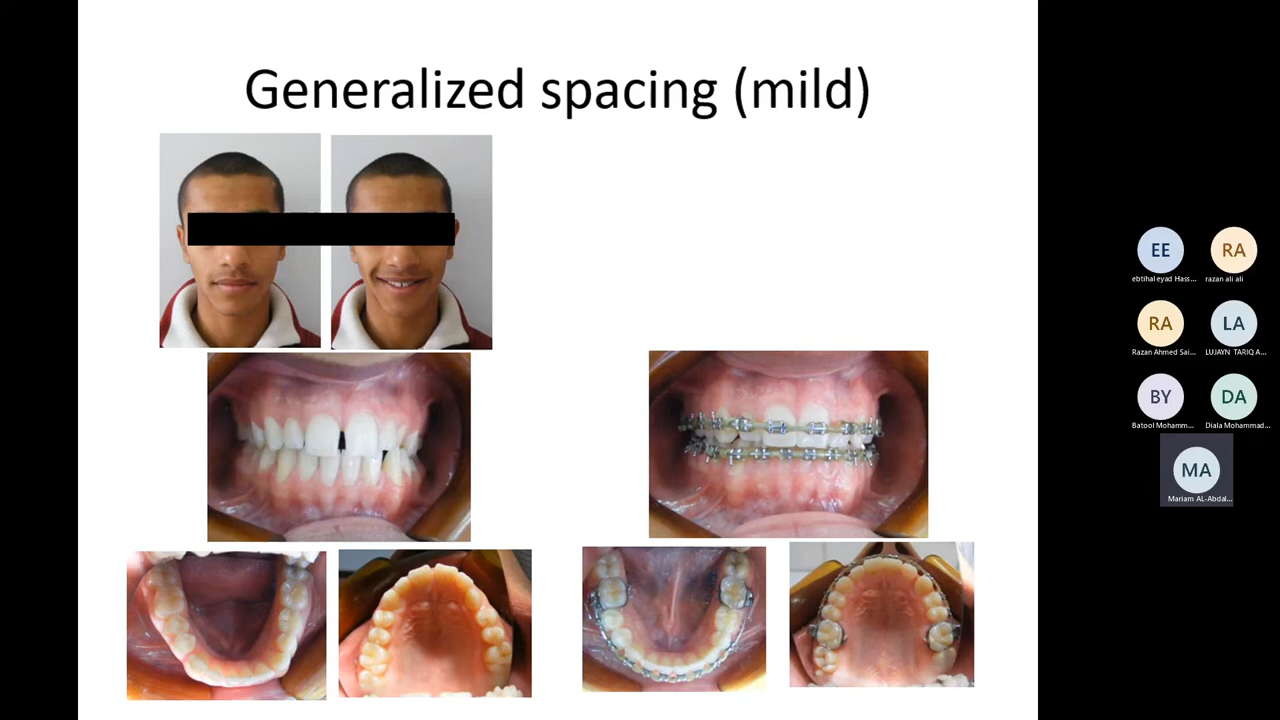 Generalized spacing (mild)
EE
RA
ebtihal eyad Hass...
razan ali ali
RA
LA
Razan Ahmed Sai...
LUJAYN TARIQ A...
BY
DA
Batool Mohamm...
Diala Mohammad...
MA
Mariam AL-Abdal...